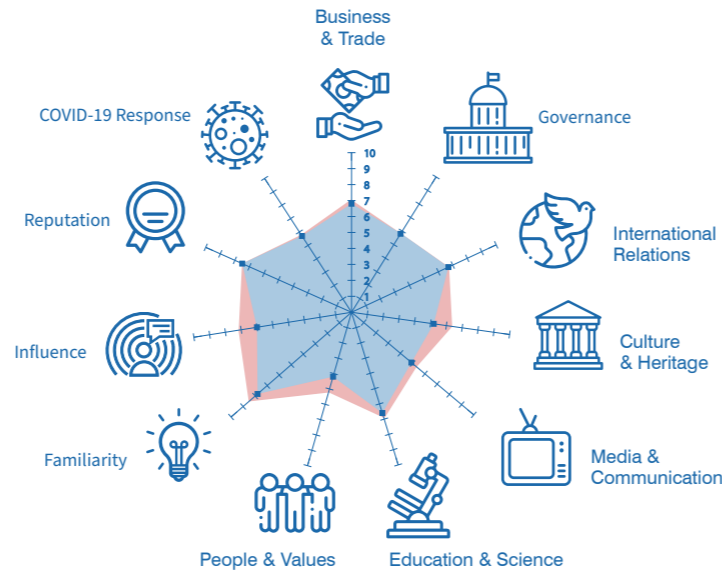 Business
& Trade
COVID-19 Response
Governance
10
9
8
7
6
5
4
3
2
1
Reputation
International
Relations
Influence
Culture
& Heritage
Familiarity
Media &
Communication
People & Values
Education & Science